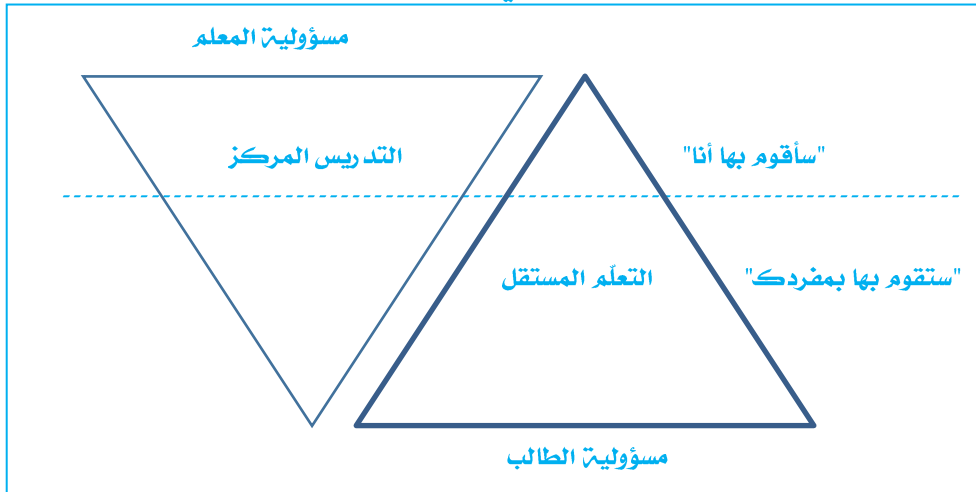 مسؤولية المعلم
التدريس المركز
"سأقوم بها أنا"
التعلّم المستقل
"ستقوم بها بمفردك"
مسؤولية الطالب